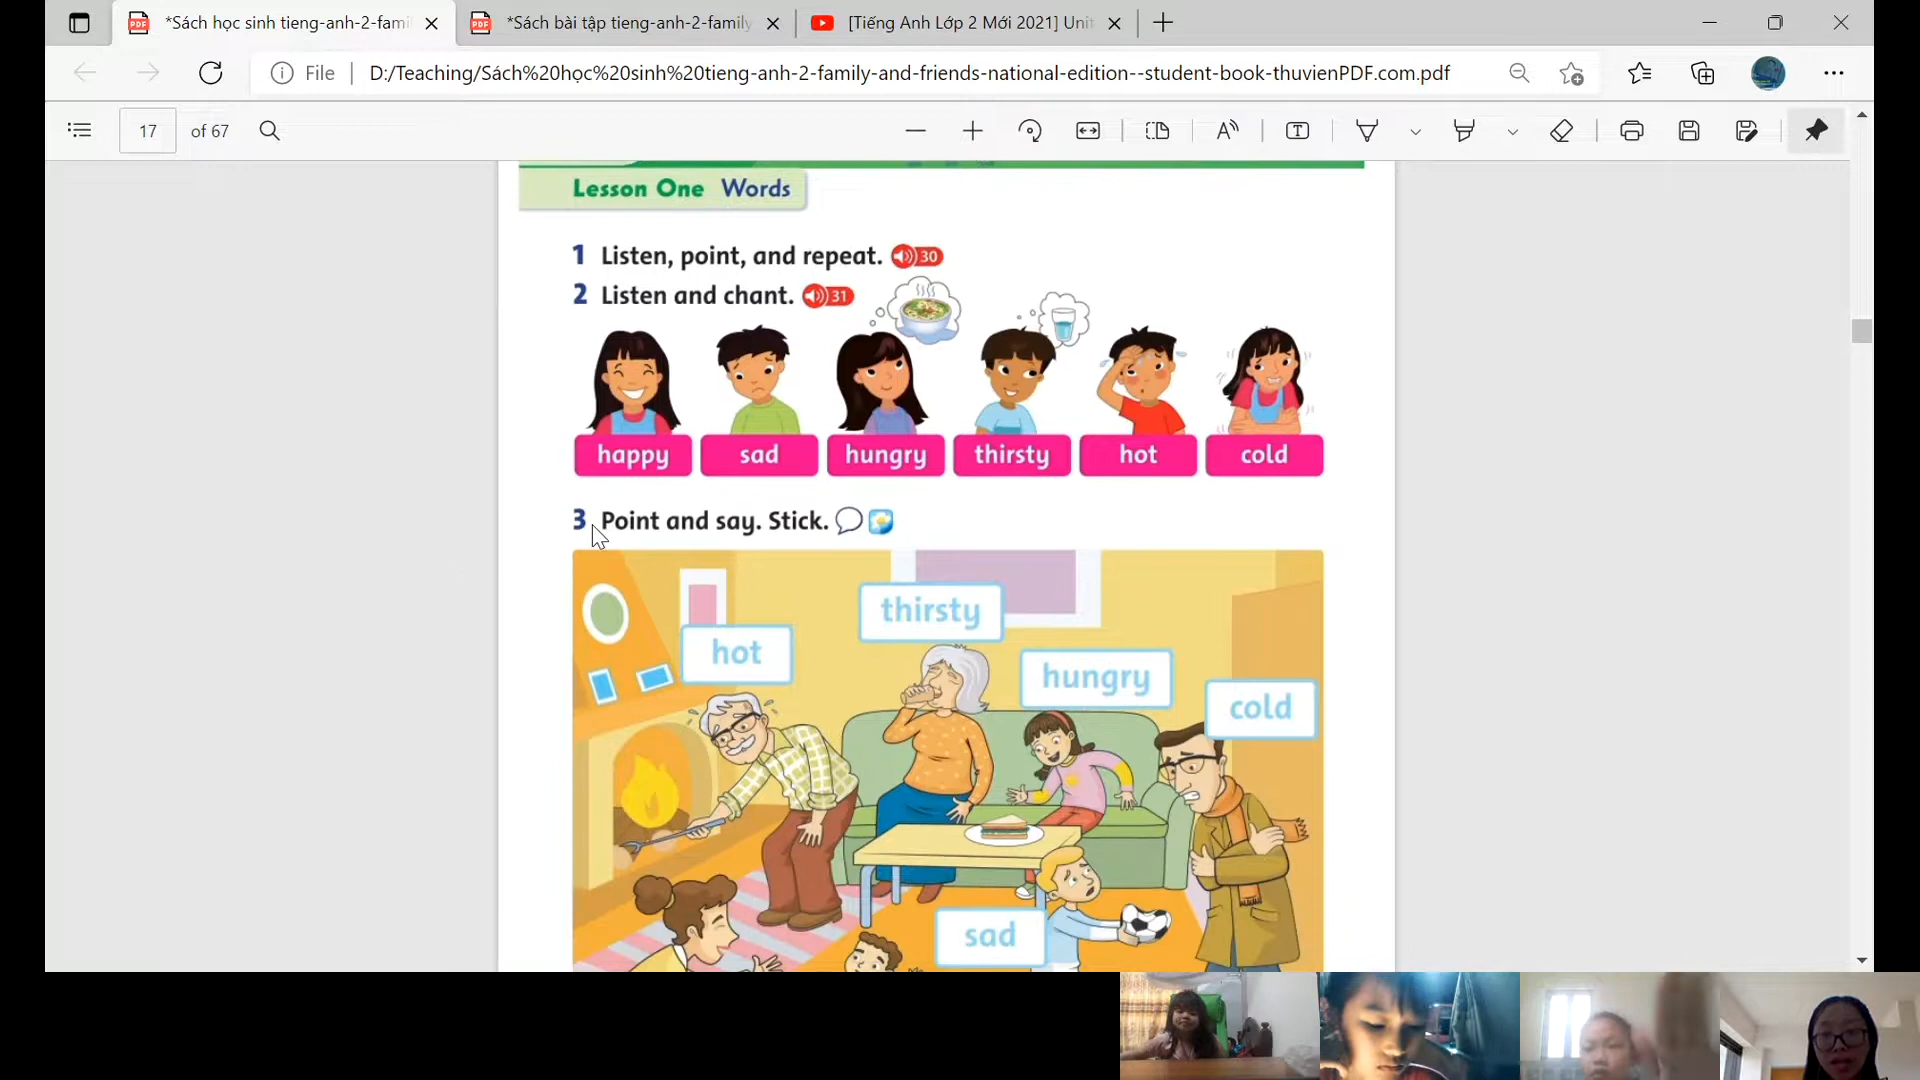 *Sách học sinh tieng-anh-2-fami
*Sách bài tập tieng-anh-2-family
[Tiếng Anh Lớp 2 Mới 2021] Unit
File
D:/Teaching/Sách%20học%20sinh%20tieng-anh-2-family-and-friends-national-edition--student-book-thuvienPDF.com.pdf
17 of 67
Lesson One Words
1 Listen, point, and repeat. 30
2 Listen and chant. 31
happy sad hungry thirsty hot cold
3 Point and say. Stick.
thirsty
hot
hungry
cold
sad